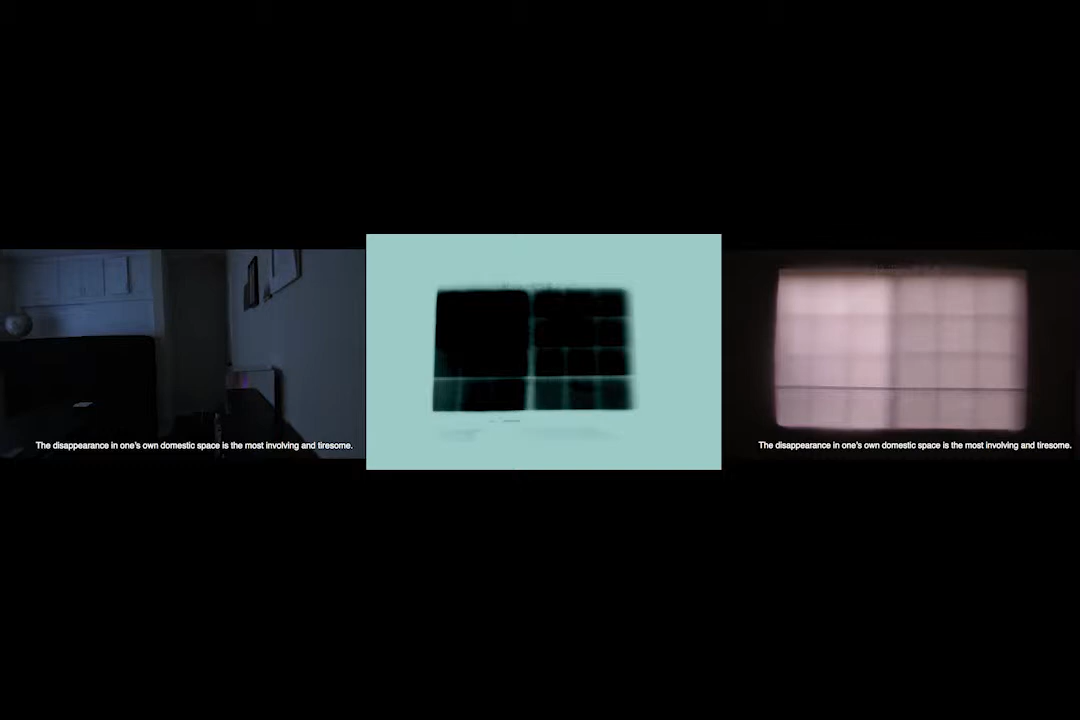 The disappearance in one's own domestic space is the most involving and tiresome.
The disappearance in one's own domestic space is the most involving and tiresome.